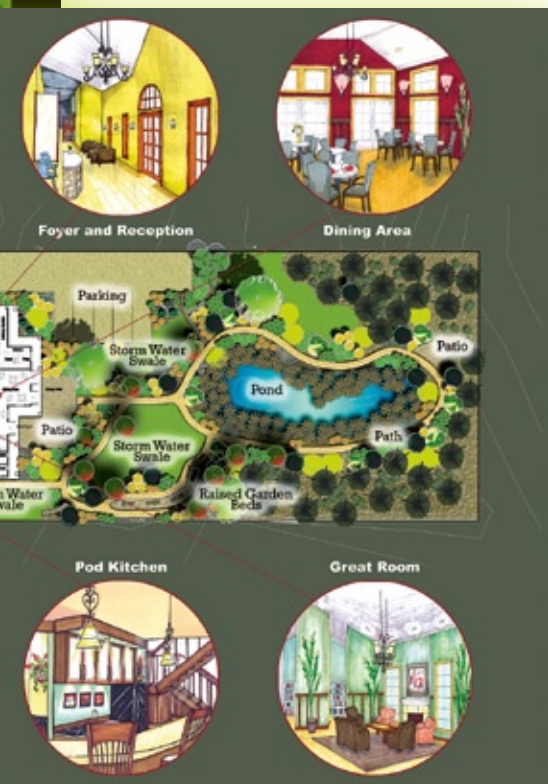 Foyer and Reception
Dining Area
Parking
Storm Water
Swale
Patio
Pond
Patio
Storm Water
Swale
Path
Water
Raised Garden
Beds
Pod Kitchen
Great Room